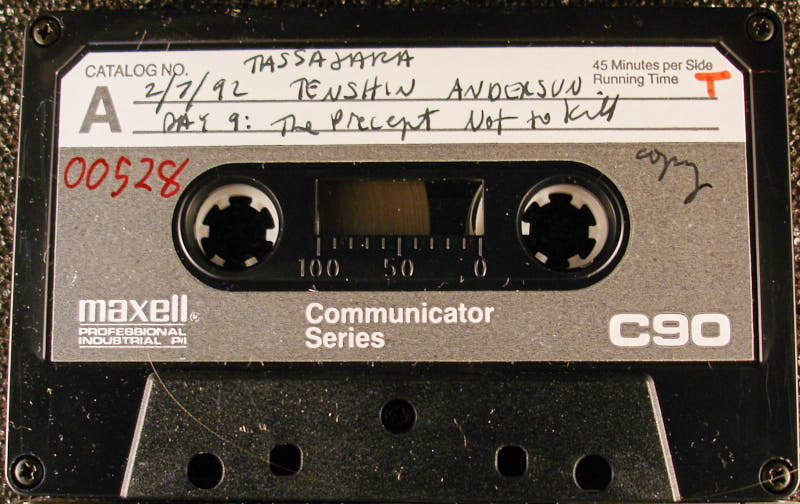 TASSAJARA
CATALOG NO.
45 Minutes per Side
Running Time
T
A
2/7/92 TENSHIN ANDERSON
DAY 9: The Precept Not to Kill
00528
copy
100 50 0
maxell
PROFESSIONAL
INDUSTRIAL P/I
Communicator
Series
C90